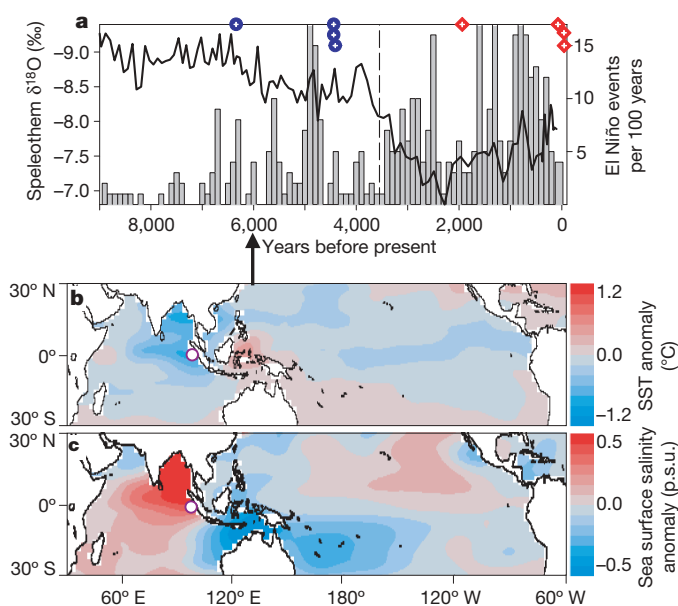 a
Speleothem δ18O (‰)
−9.0
−8.5
−8.0
−7.5
−7.0
15
10
5
El Niño events
per 100 years
8,000 6,000 4,000 2,000 0
Years before present
b
30° N
0°
30° S
1.2
0.0
−1.2
SST anomaly
(°C)
c
30° N
0°
30° S
0.5
0.0
−0.5
Sea surface salinity
anomaly (p.s.u.)
60° E 120° E 180° 120° W 60° W